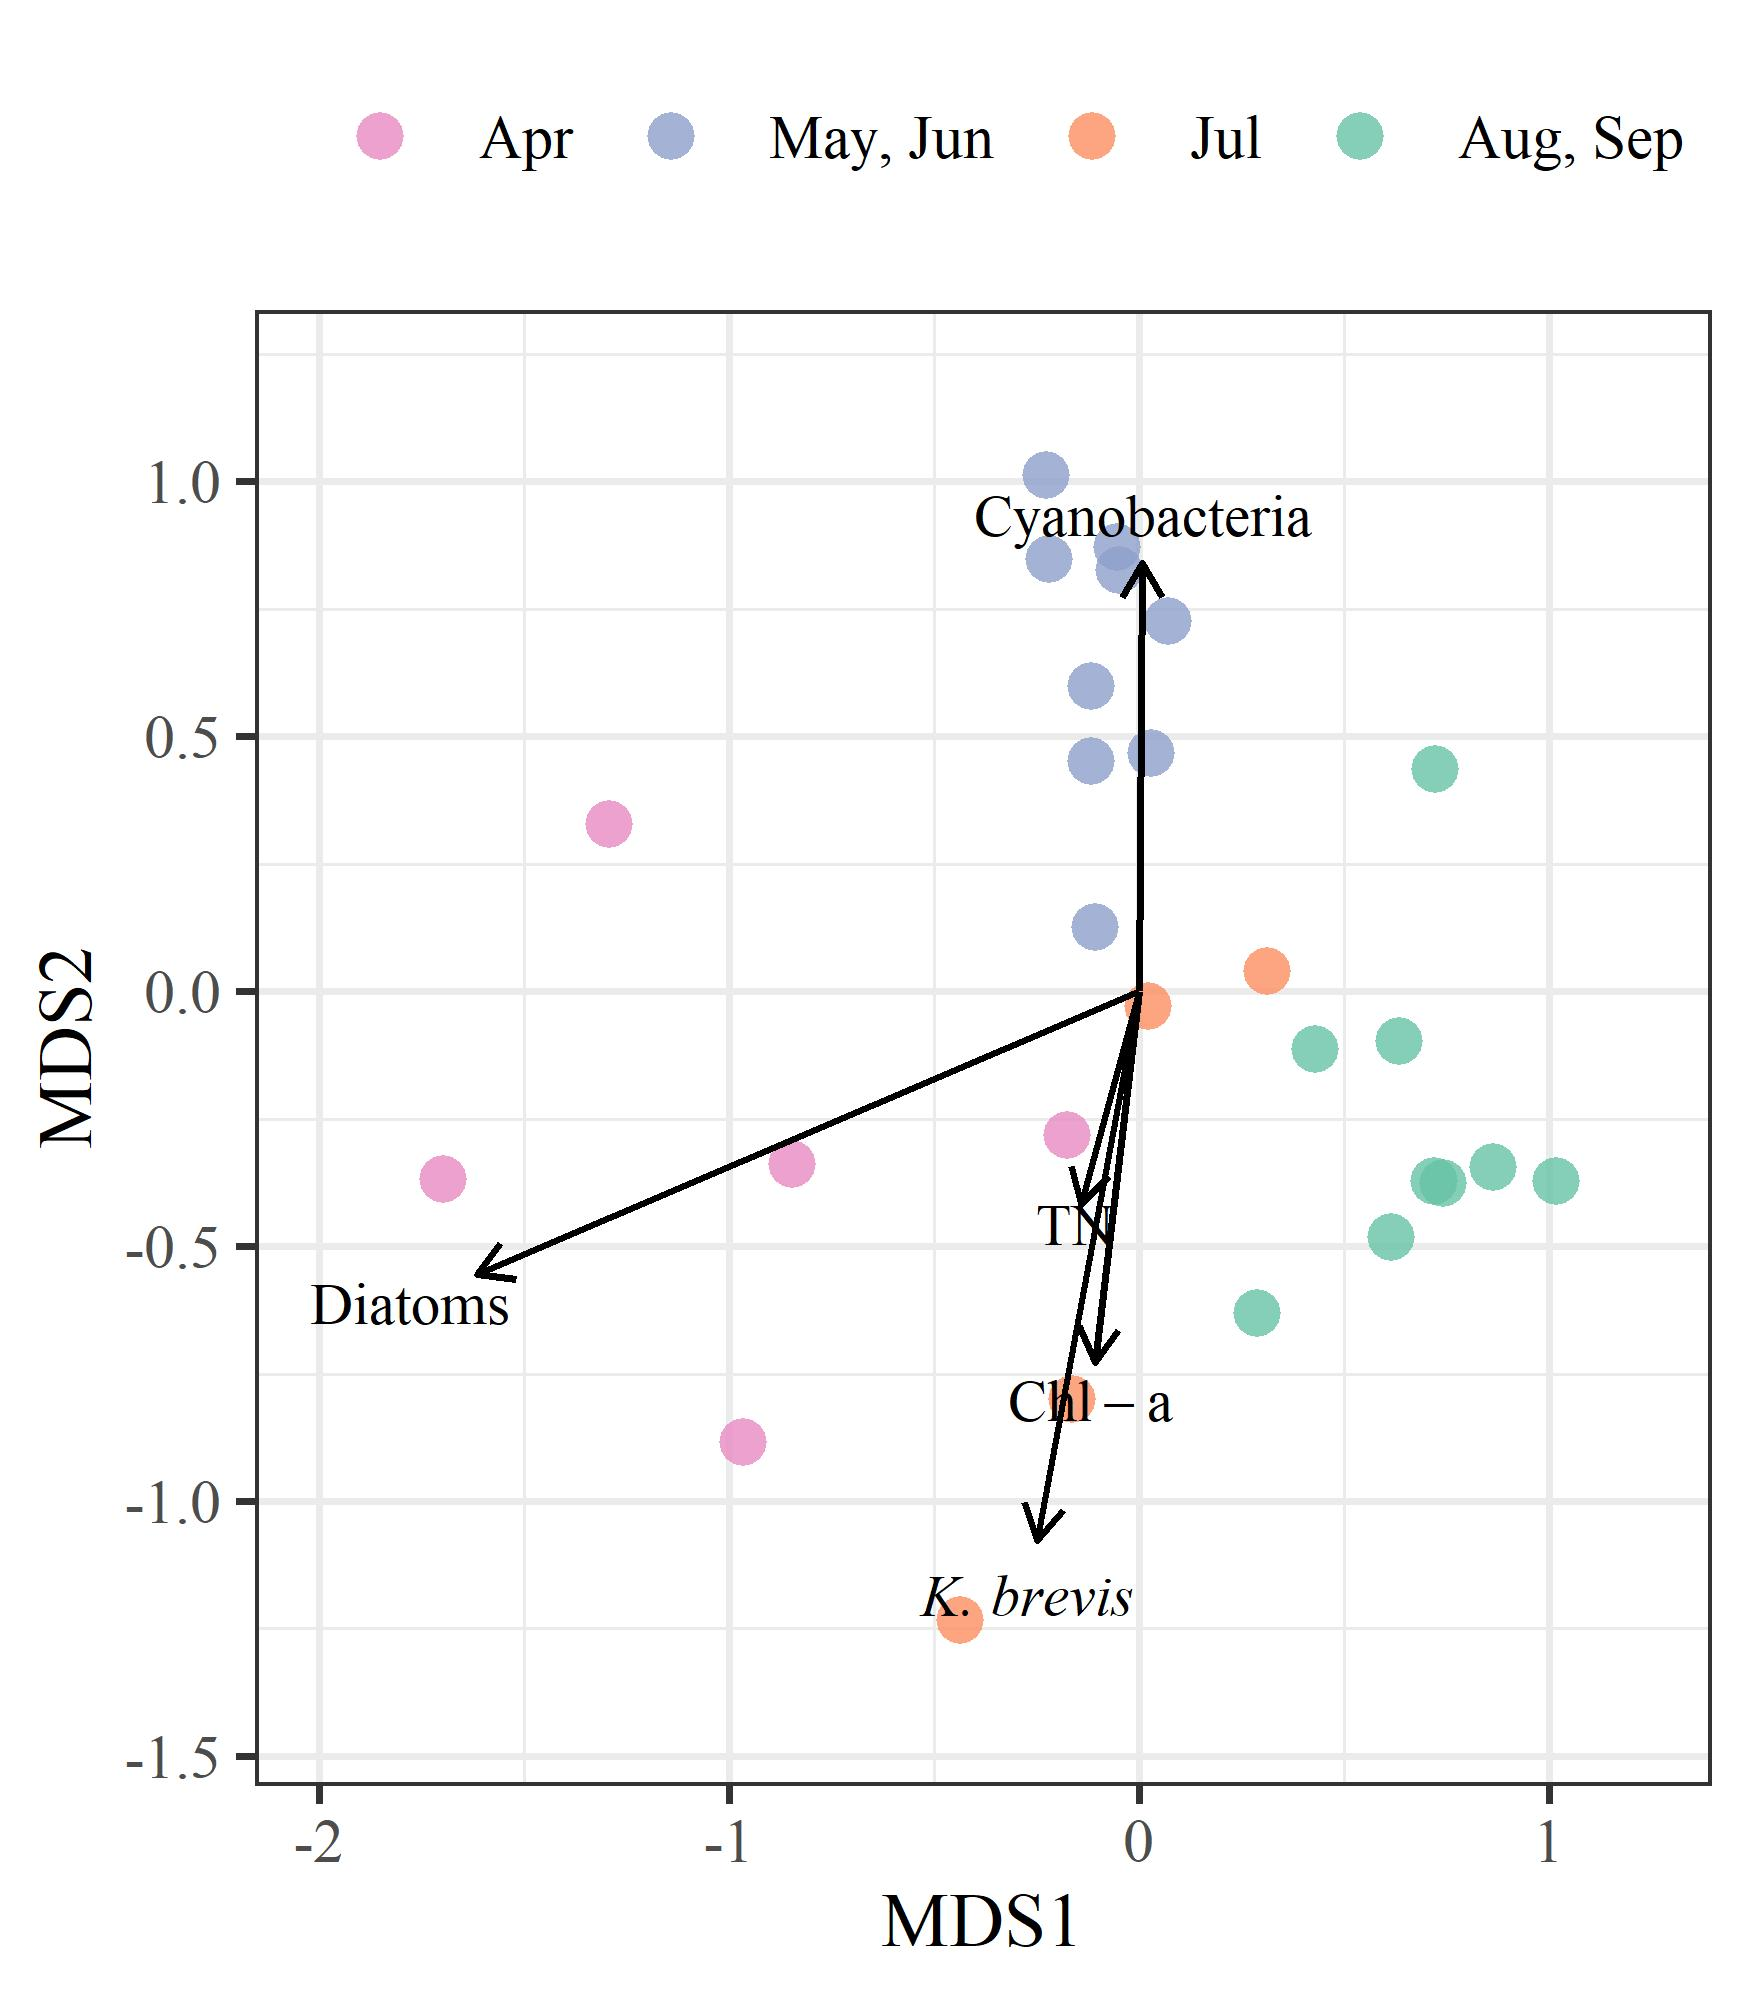 Apr May, Jun Jul Aug, Sep
1.0
Cyanobacteria
0.5
0.0
MDS2
TN
-0.5
Diatoms
Chl – a
-1.0
K. brevis
-1.5
-2 -1 0 1
MDS1